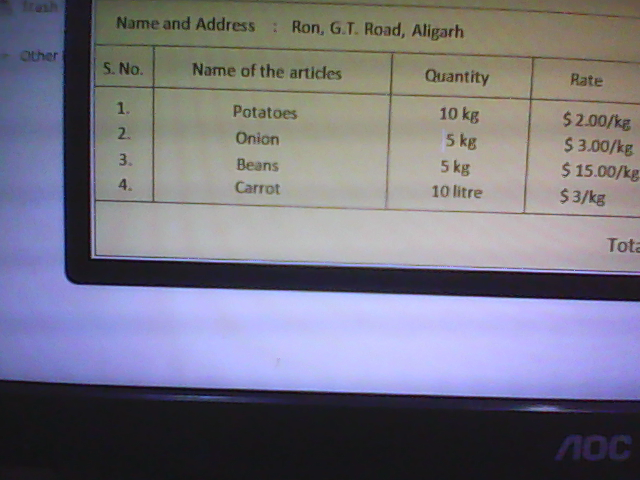 Trash
Other
Name and Address : Ron, G.T. Road, Aligarh
S. No. Name of the articles Quantity Rate
1. Potatoes 10 kg $ 2.00/kg
2. Onion 5 kg $ 3.00/kg
3. Beans 5 kg $ 15.00/kg
4. Carrot 10 litre $ 3/kg
Tota
AOC